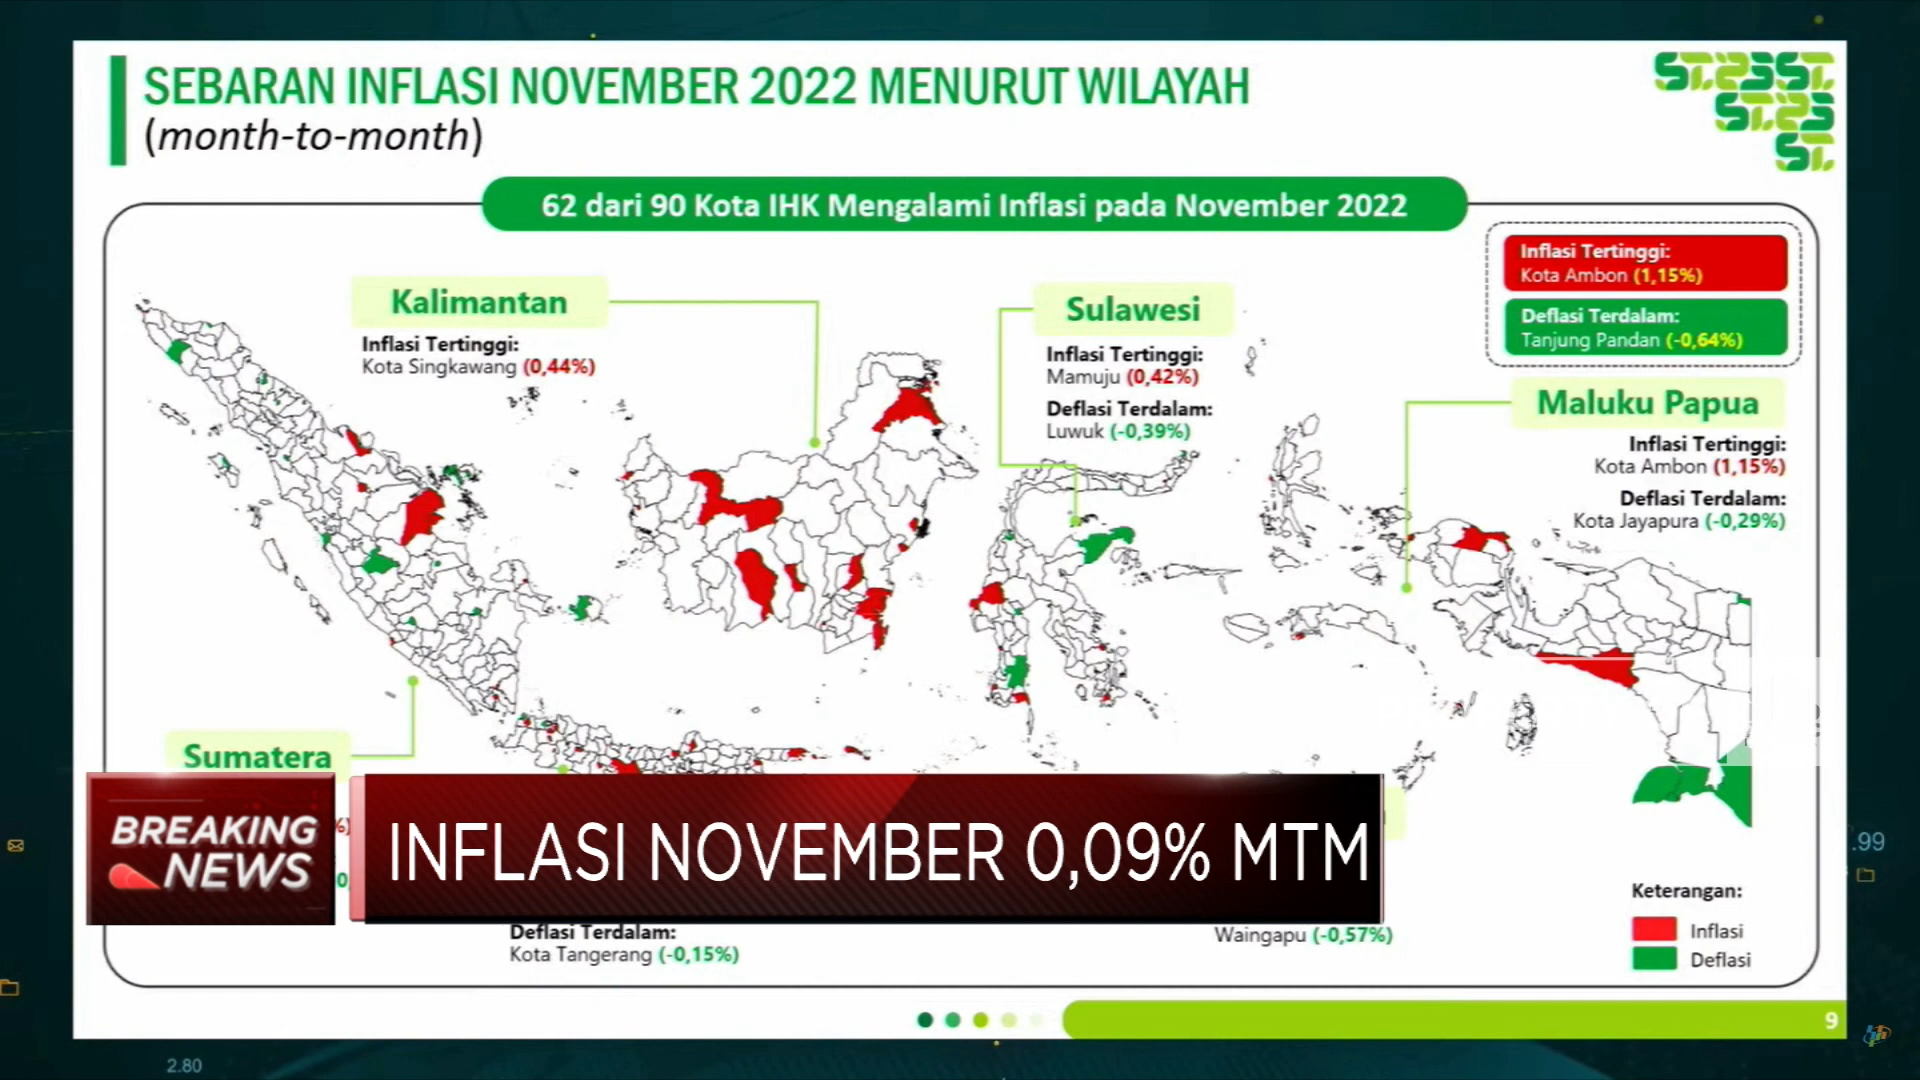 SEBARAN INFLASI NOVEMBER 2022 MENURUT WILAYAH
(month-to-month)
62 dari 90 Kota IHK Mengalami Inflasi pada November 2022
Inflasi Tertinggi:
Kota Ambon (1,15%)
Deflasi Terdalam:
Tanjung Pandan (-0,64%)
Kalimantan
Inflasi Tertinggi:
Kota Singkawang (0,44%)
Sulawesi
Inflasi Tertinggi:
Mamuju (0,42%)
Deflasi Terdalam:
Luwuk (-0,39%)
Maluku Papua
Inflasi Tertinggi:
Kota Ambon (1,15%)
Deflasi Terdalam:
Kota Jayapura (-0,29%)
Sumatera
BREAKING
NEWS
INFLASI NOVEMBER 0,09% MTM
Deflasi Terdalam:
Kota Tangerang (-0,15%)
Waingapu (-0,57%)
Keterangan:
Inflasi
Deflasi
9
.99
2.80